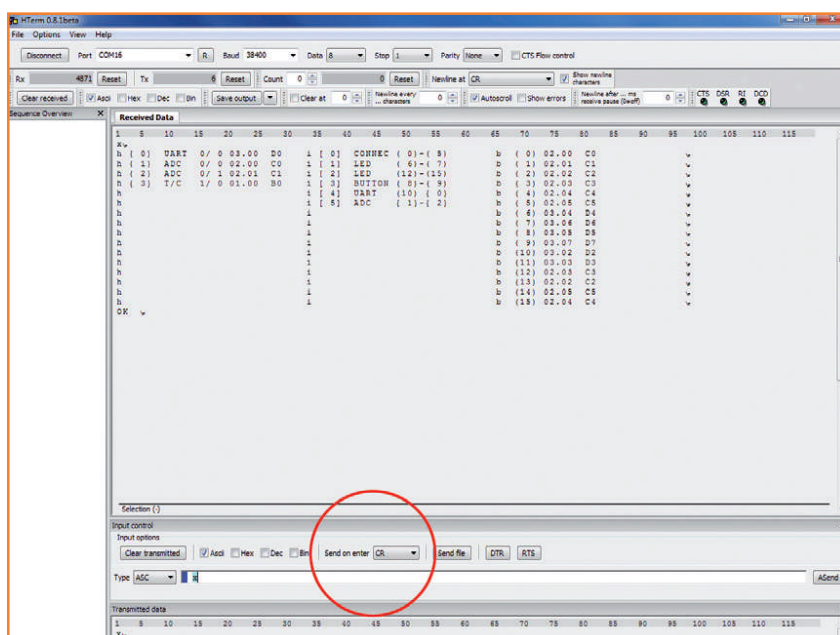 HTerm 0.8.1beta
File Options View Help
Disconnect Port COM16 R Baud 38400 Data 8 Stop 1 Parity None CTS Flow control
Rx 4871 Reset Tx 6 Reset Count 0 0 Reset Newline at CR Show newline characters
Clear received Ascii Hex Dec Bin Save output Clear at 0 Newline every ... characters 0 Autoscroll Show errors Newline after ... ms receive pause (0=off) 0 CTS DSR RI DCD
Sequence Overview X Received Data
1 5 10 15 20 25 30 35 40 45 50 55 60 65 70 75 80 85 90 95 100 105 110 115
x
h ( 0) UART 0/ 0 03.00 D0 i [ 0] CONNEC ( 0)-( 8) b ( 0) 02.00 C0
h ( 1) ADC 0/ 0 02.00 C0 i [ 1] LED ( 6)-( 7) b ( 1) 02.01 C1
h ( 2) ADC 0/ 1 02.01 C1 i [ 2] LED (12)-(15) b ( 2) 02.02 C2
h ( 3) T/C 1/ 0 01.00 B0 i [ 3] BUTTON ( 8)-( 9) b ( 3) 02.03 C3
h i [ 4] UART (10) ( 0) b ( 4) 02.04 C4
h i [ 5] ADC ( 1)-( 2) b ( 5) 02.05 C5
h i b ( 6) 03.04 D4
h i b ( 7) 03.06 D6
h i b ( 8) 03.05 D5
h i b ( 9) 03.07 D7
h i b (10) 03.02 D2
h i b (11) 03.03 D3
h i b (12) 02.03 C3
h i b (13) 02.02 C2
h i b (14) 02.05 C5
h i b (15) 02.04 C4
OK
Selection (-)
Input control
Input options
Clear transmitted Ascii Hex Dec Bin Send on enter CR Send file DTR RTS
Type ASC x ASend
Transmitted data
1 5 10 15 20 25 30 35 40 45 50 55 60 65 70 75 80 85 90 95 100 105 110 115
x